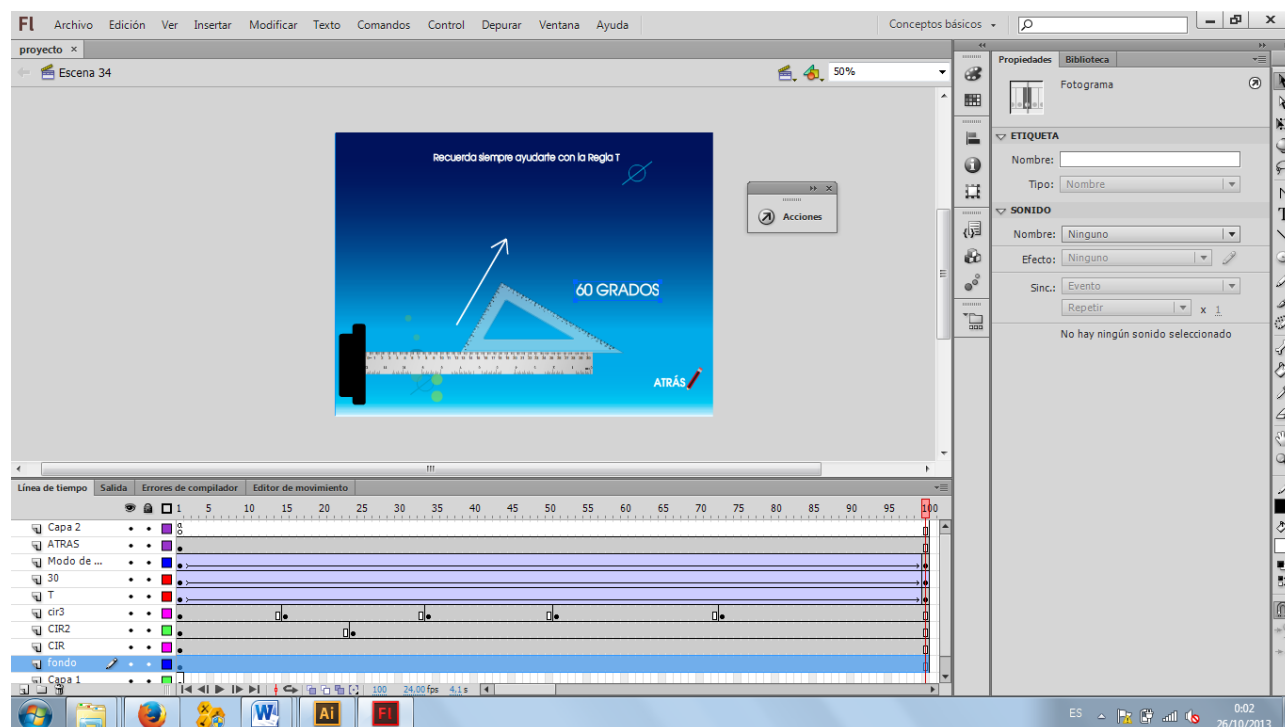 Fl Archivo Edición Ver Insertar Modificar Texto Comandos Control Depurar Ventana Ayuda Conceptos básicos
proyecto ×
Escena 34 50%
Recuerda siempre ayudarte con la Regla T
60 GRADOS
ATRÁS
Acciones
Propiedades Biblioteca
Fotograma
ETIQUETA
Nombre:
Tipo: Nombre
SONIDO
Nombre: Ninguno
Efecto: Ninguno
Sinc.: Evento
Repetir x 1
No hay ningún sonido seleccionado
Línea de tiempo Salida Errores de compilador Editor de movimiento
1 5 10 15 20 25 30 35 40 45 50 55 60 65 70 75 80 85 90 95 100
Capa 2
ATRAS
Modo de ...
30
T
cir3
CIR2
CIR
fondo
Capa 1
100 24.00 fps 4.1 s
W Ai Fl ES 0:02
26/10/2013